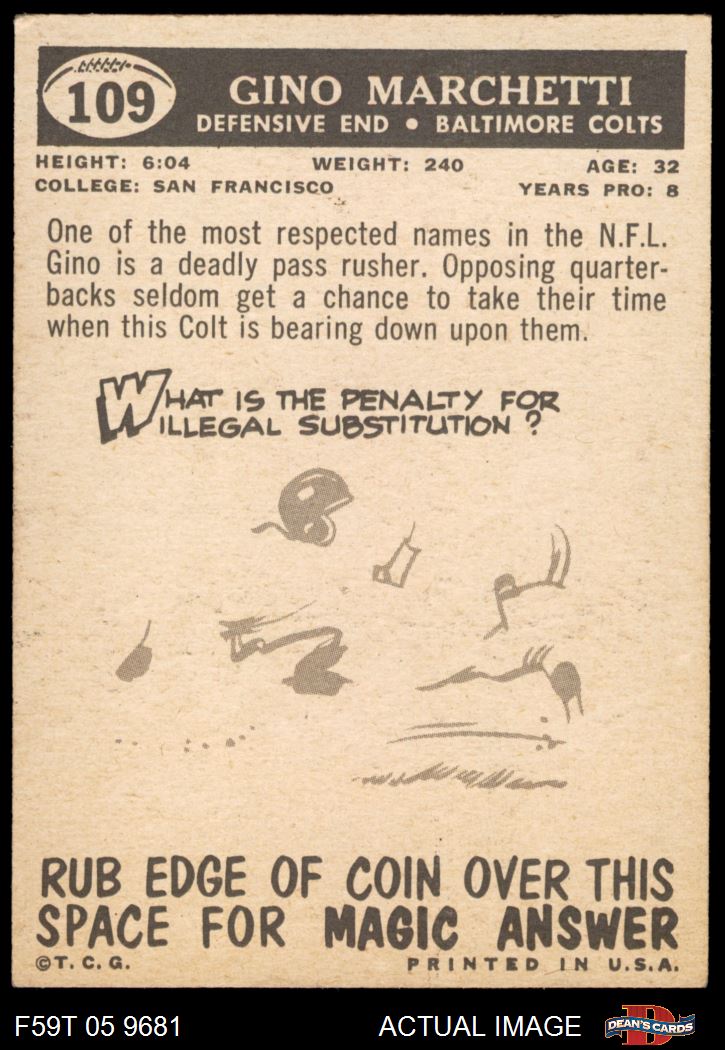 109
GINO MARCHETTI
DEFENSIVE END • BALTIMORE COLTS
HEIGHT: 6:04 WEIGHT: 240 AGE: 32
COLLEGE: SAN FRANCISCO YEARS PRO: 8
One of the most respected names in the N.F.L.
Gino is a deadly pass rusher. Opposing quarter-
backs seldom get a chance to take their time
when this Colt is bearing down upon them.
WHAT IS THE PENALTY FOR
ILLEGAL SUBSTITUTION?
RUB EDGE OF COIN OVER THIS
SPACE FOR MAGIC ANSWER
©T. C. G. PRINTED IN U.S.A.
F59T 05 9681 ACTUAL IMAGE D DEAN'S CARDS